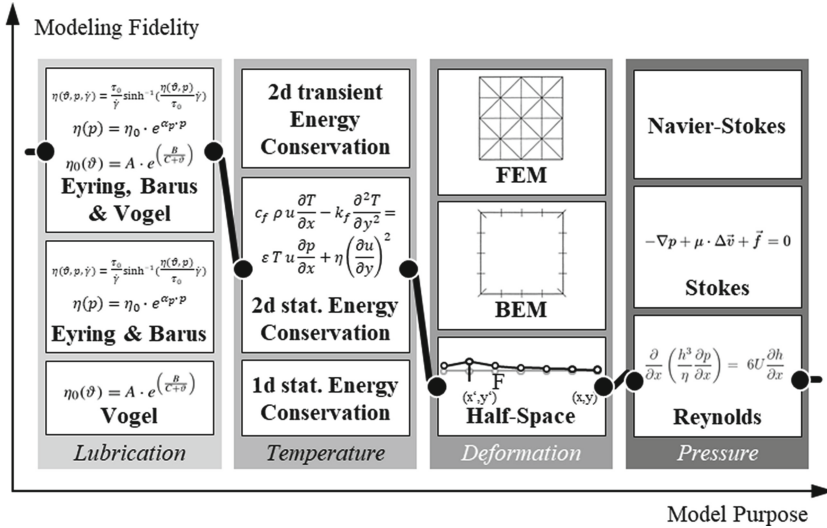 Modeling Fidelity
η(ϑ, p, γ̇) = τ₀/γ̇ sinh⁻¹(η(ϑ,p)/τ₀ γ̇)
η(p) = η₀ · e^(αₚ·p)
η₀(ϑ) = A · e^(B/(C+ϑ))
Eyring, Barus
& Vogel
η(ϑ, p, γ̇) = τ₀/γ̇ sinh⁻¹(η(ϑ,p)/τ₀ γ̇)
η(p) = η₀ · e^(αₚ·p)
Eyring & Barus
η₀(ϑ) = A · e^(B/(C+ϑ))
Vogel
Lubrication
2d transient
Energy
Conservation
c_f ρ u ∂T/∂x − k_f ∂²T/∂y² =
ε T u ∂p/∂x + η(∂u/∂y)²
2d stat. Energy
Conservation
1d stat. Energy
Conservation
Temperature
FEM
BEM
F
(x‘,y‘)
(x,y)
Half-Space
Deformation
Navier-Stokes
−∇p + μ · Δv⃗ + f⃗ = 0
Stokes
∂/∂x (h³/η ∂p/∂x) = 6U ∂h/∂x
Reynolds
Pressure
Model Purpose